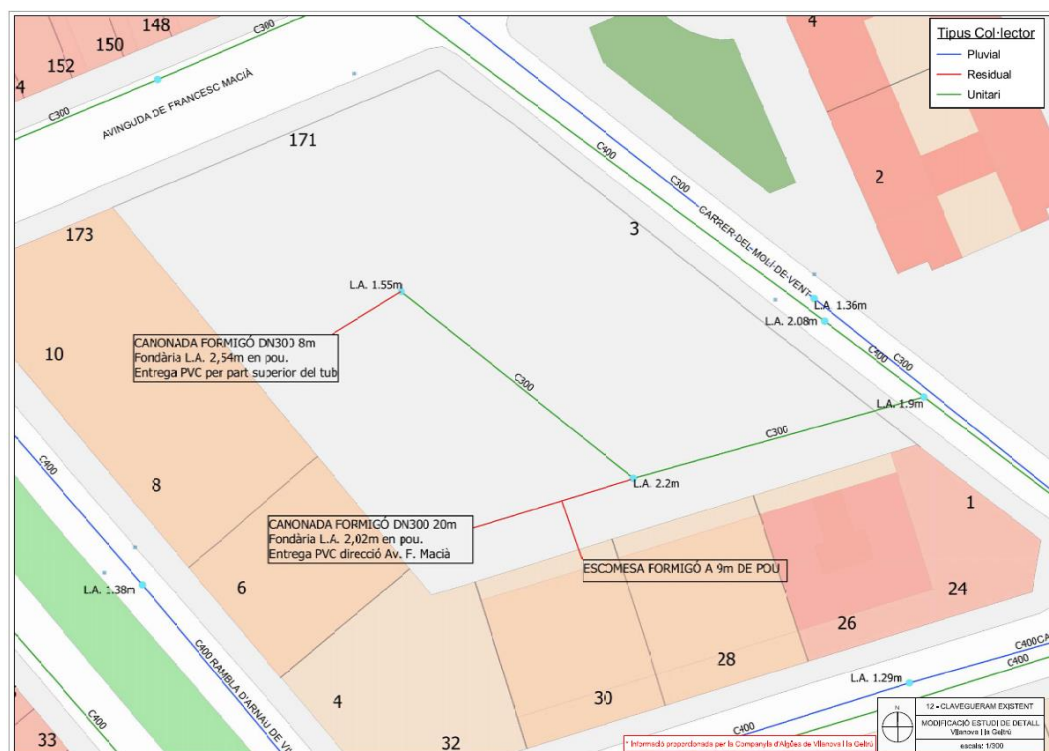 148
150
152
4
C300
C300
AVINGUDA DE FRANCESC MACIÀ
171
173
4
2
Tipus Col·lector
Pluvial
Residual
Unitari
C400
C300
CARRER DEL MOLÍ DE VENT
3
L.A. 1.55m
L.A. 1.36m
L.A. 2.08m
C400
C300
L.A. 1.9m
CANONADA FORMIGÓ DN300 8m
Fondària L.A. 2,54m en pou.
Entrega PVC per part superior del tub
10
C300
C300
L.A. 2.2m
8
C400
CANONADA FORMIGÓ DN300 20m
Fondària L.A. 2,02m en pou.
Entrega PVC direcció Av. F. Macià
ESCOMESA FORMIGÓ A 9m DE POU
1
24
26
28
30
32
6
4
33
L.A. 1.38m
C400 RAMBLA D'ARNAU DE
C400
L.A. 1.29m
C400
C400
C400
N
12 - CLAVEGUERAM EXISTENT
MODIFICACIÓ ESTUDI DE DETALL
Vilanova i la Geltrú
escala: 1/300
* Informació proporcionada per la Companyia d'Aigües de Vilanova i la Geltrú